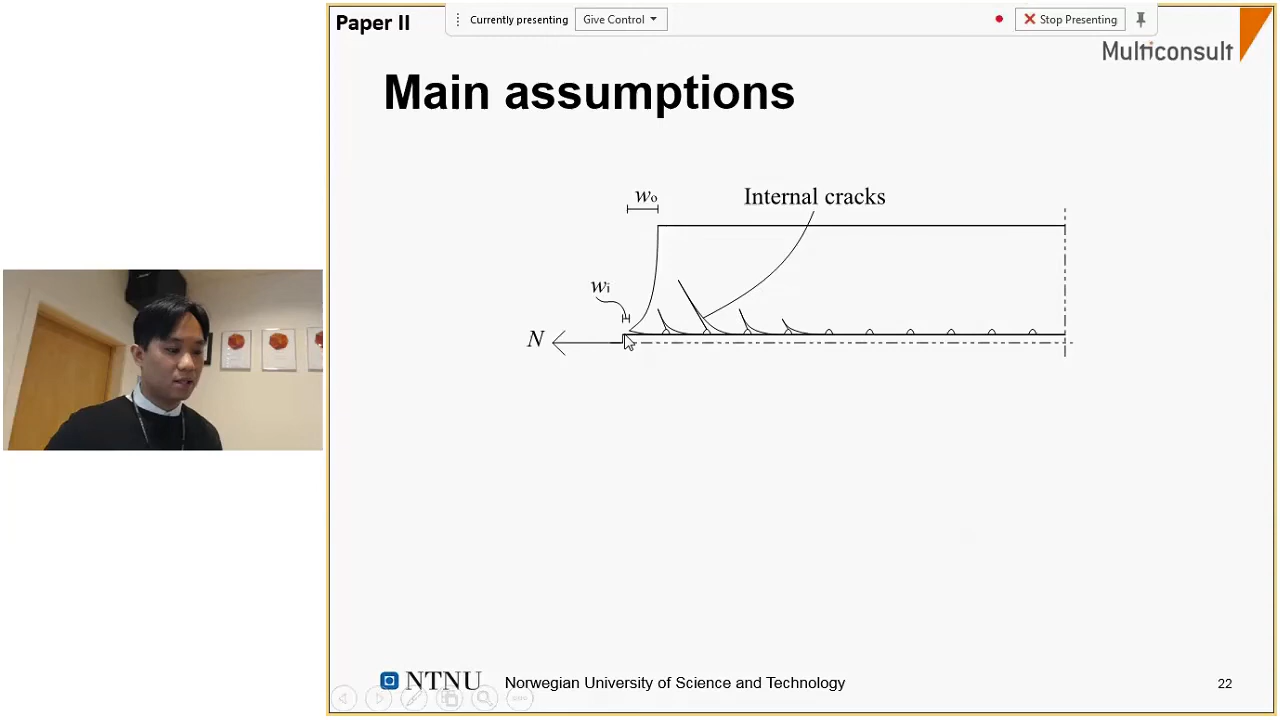 Paper II
Currently presenting
Give Control
Stop Presenting
Multiconsult
Main assumptions
wo
Internal cracks
wi
N
NTNU
Norwegian University of Science and Technology
22